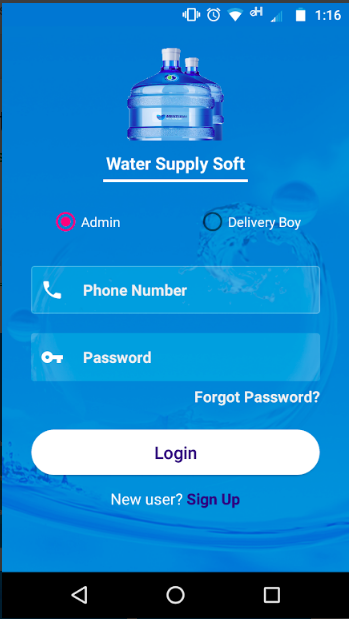 1:16
Water Supply Soft
Admin
Delivery Boy
Phone Number
Password
Forgot Password?
Login
New user? Sign Up